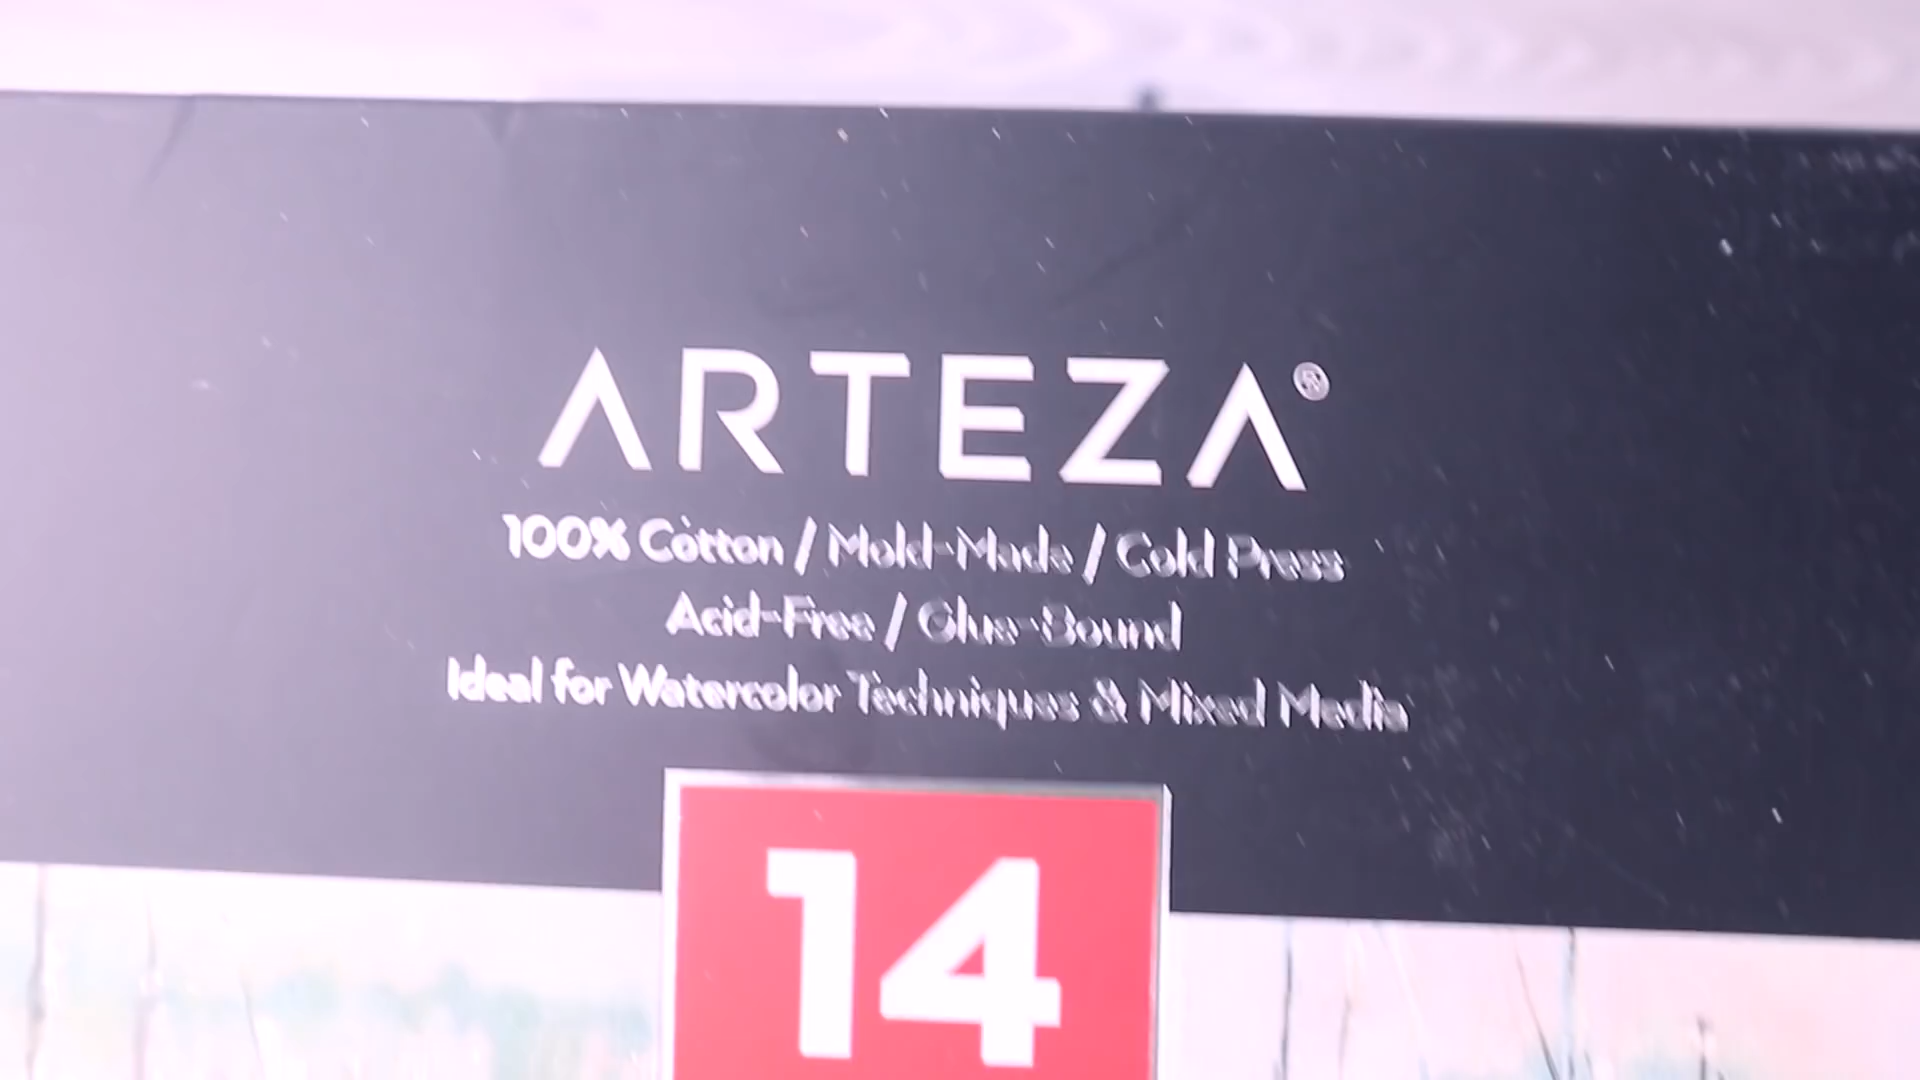 ARTEZA®
100% Cotton / Mold-Made / Cold Press
Acid-Free / Glue-Bound
Ideal for Watercolor Techniques & Mixed Media
14